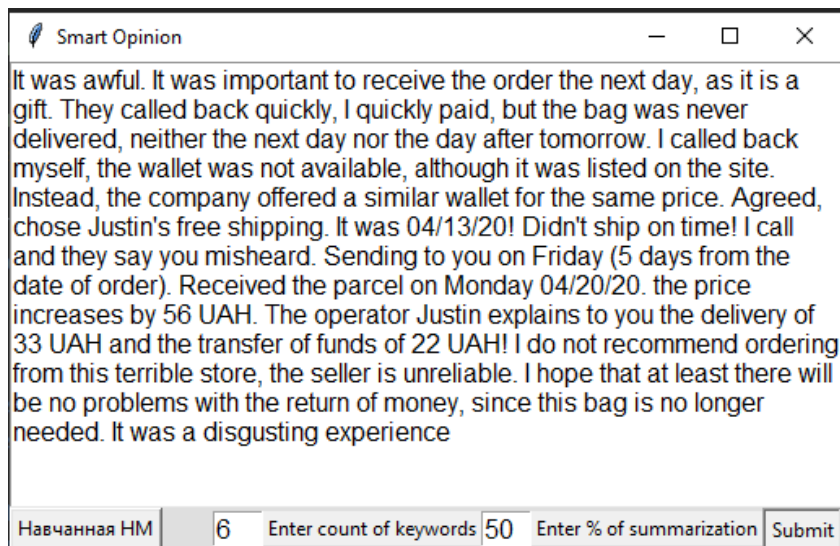 Smart Opinion
It was awful. It was important to receive the order the next day, as it is a
gift. They called back quickly, I quickly paid, but the bag was never
delivered, neither the next day nor the day after tomorrow. I called back
myself, the wallet was not available, although it was listed on the site.
Instead, the company offered a similar wallet for the same price. Agreed,
chose Justin's free shipping. It was 04/13/20! Didn't ship on time! I call
and they say you misheard. Sending to you on Friday (5 days from the
date of order). Received the parcel on Monday 04/20/20. the price
increases by 56 UAH. The operator Justin explains to you the delivery of
33 UAH and the transfer of funds of 22 UAH! I do not recommend ordering
from this terrible store, the seller is unreliable. I hope that at least there will
be no problems with the return of money, since this bag is no longer
needed. It was a disgusting experience
Навчанная НМ 6 Enter count of keywords 50 Enter % of summarization Submit